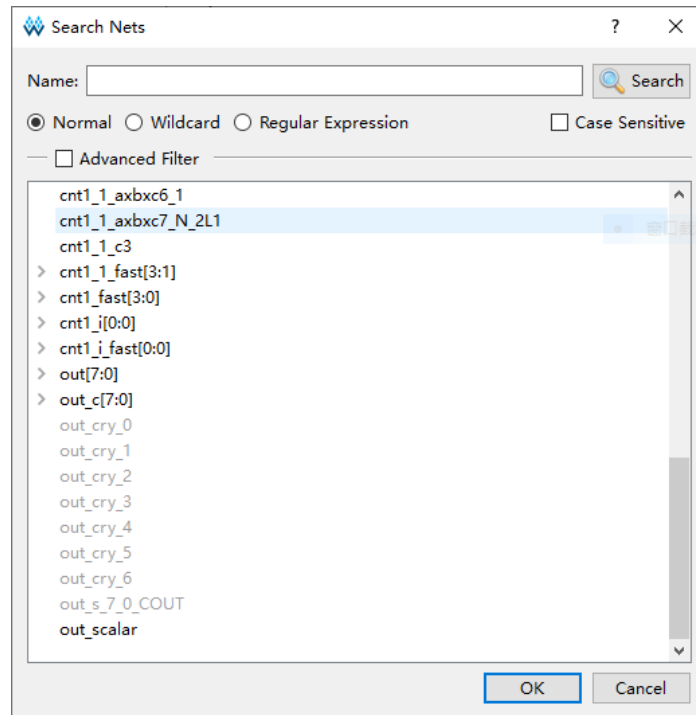 Search Nets
Name: Search
Normal Wildcard Regular Expression Case Sensitive
Advanced Filter
cnt1_1_axbxc6_1
cnt1_1_axbxc7_N_2L1
cnt1_1_c3
cnt1_1_fast[3:1]
cnt1_fast[3:0]
cnt1_i[0:0]
cnt1_i_fast[0:0]
out[7:0]
out_c[7:0]
out_cry_0
out_cry_1
out_cry_2
out_cry_3
out_cry_4
out_cry_5
out_cry_6
out_s_7_0_COUT
out_scalar
OK Cancel